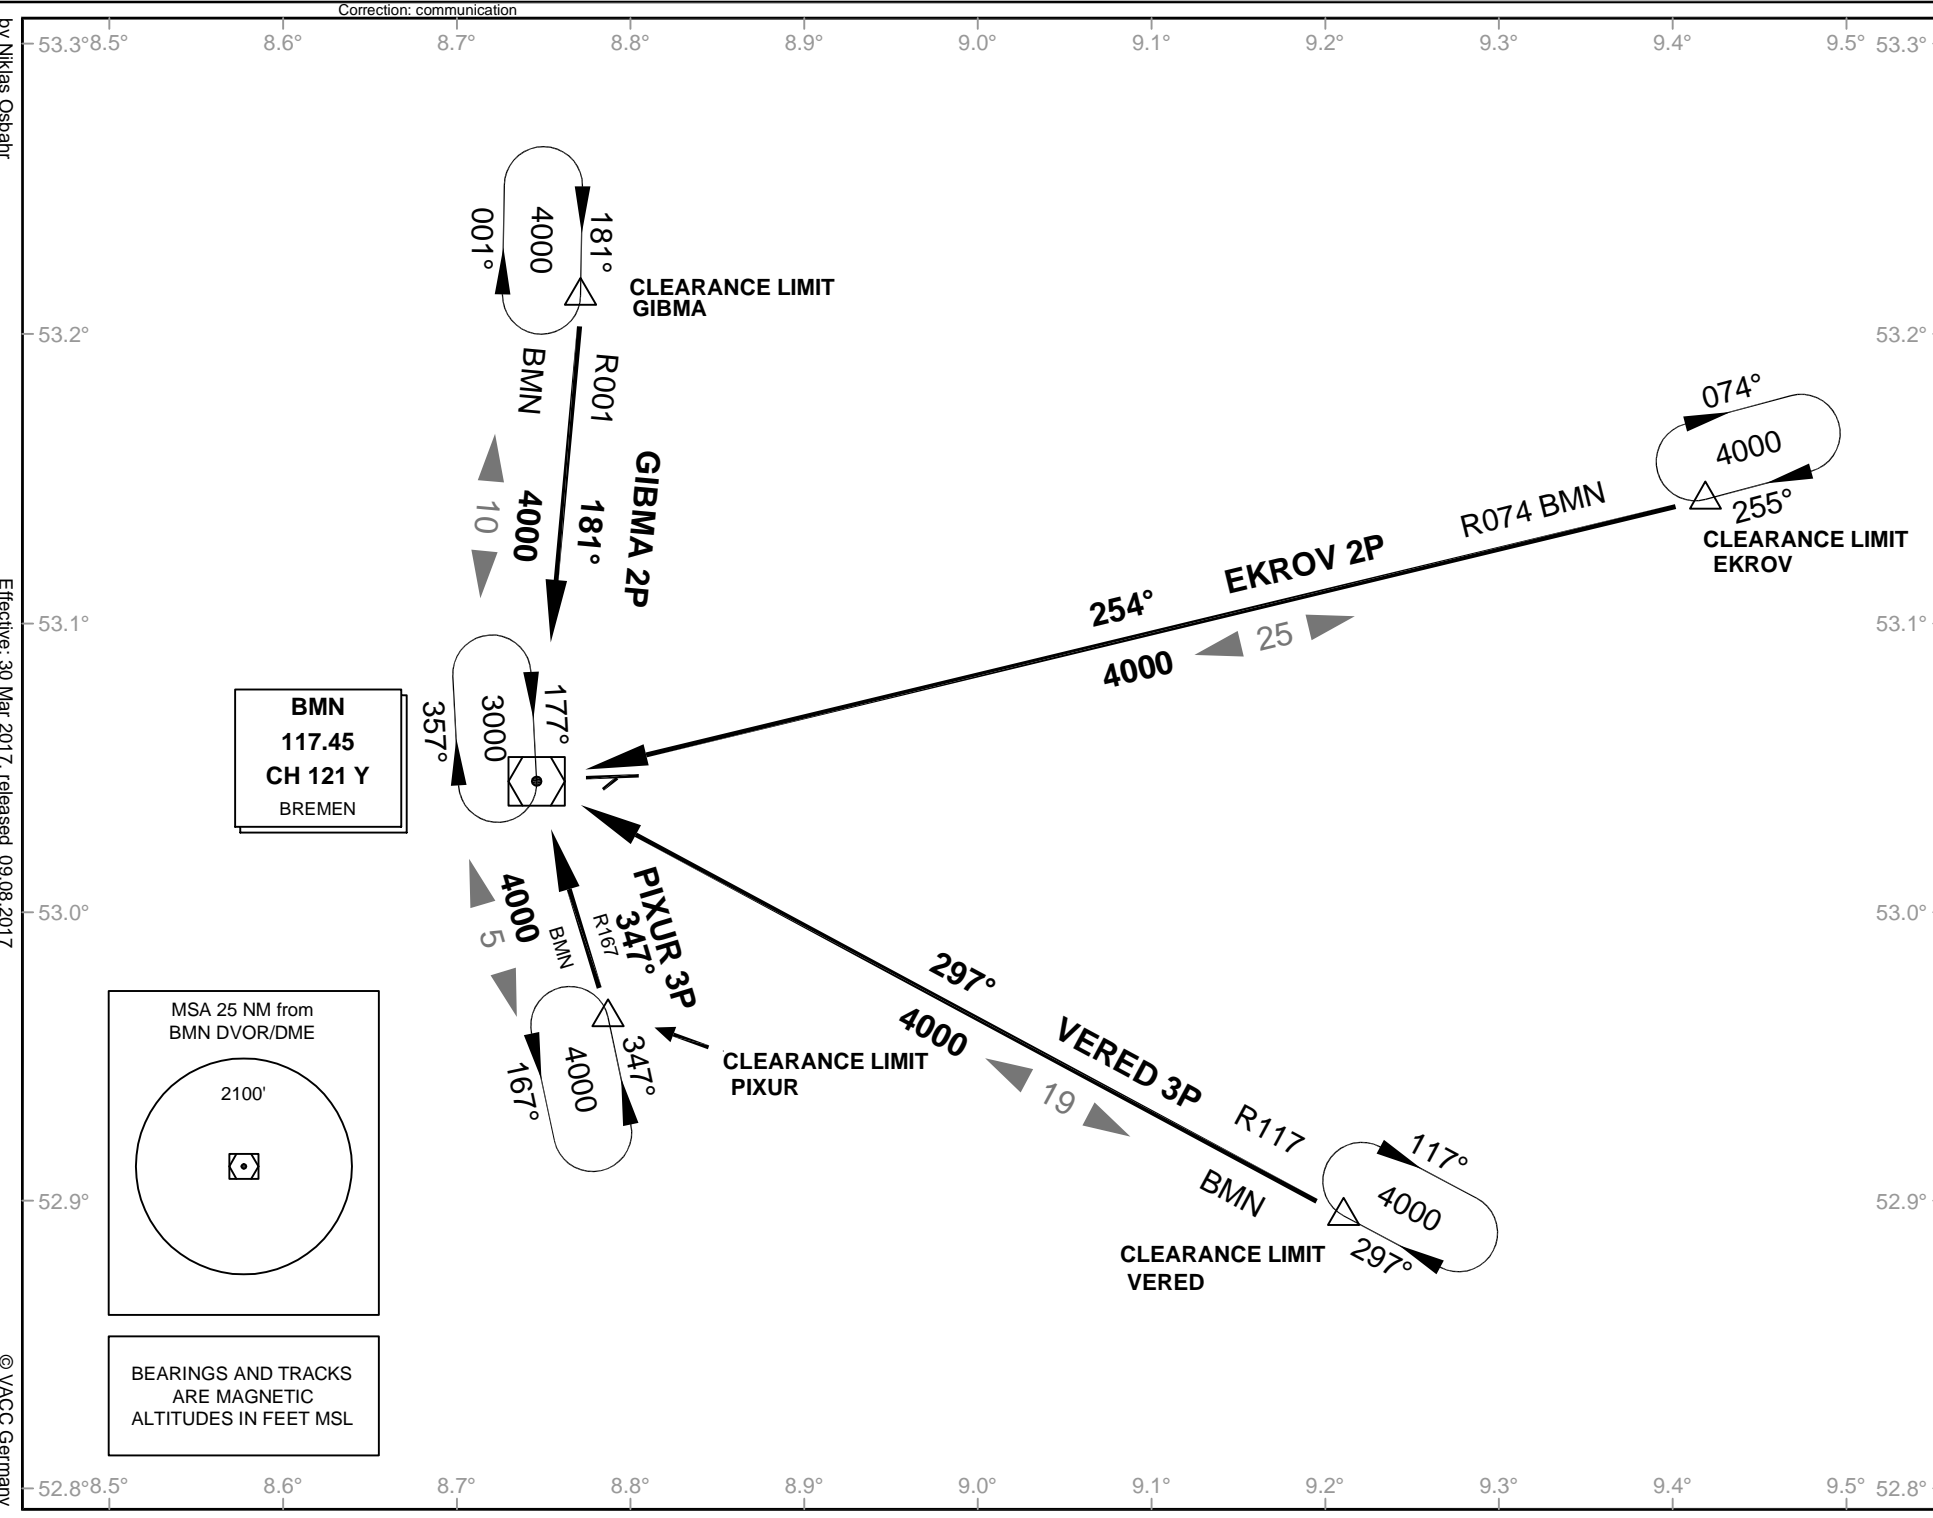 Correction: communication
by Niklas Osbahr
Effective: 30 Mar 2017, released 09.08.2017
© VACC Germany
53.3° 8.5° 8.6° 8.7° 8.8° 8.9° 9.0° 9.1° 9.2° 9.3° 9.4° 9.5° 53.3°
001°
4000
181°
CLEARANCE LIMIT
GIBMA
53.2° 53.2°
BMN
R001
10
4000
181°
GIBMA 2P
074°
4000
255°
CLEARANCE LIMIT
EKROV
R074 BMN
EKROV 2P
254°
4000
25
53.1° 53.1°
BMN
117.45
CH 121 Y
BREMEN
357°
3000
177°
53.0° 53.0°
5
4000
BMN
R167
347°
PIXUR 3P
167°
4000
347°
CLEARANCE LIMIT
PIXUR
297°
4000
19
VERED 3P
R117
BMN
117°
4000
297°
CLEARANCE LIMIT
VERED
52.9° 52.9°
MSA 25 NM from
BMN DVOR/DME
2100'
BEARINGS AND TRACKS
ARE MAGNETIC
ALTITUDES IN FEET MSL
52.8° 8.5° 8.6° 8.7° 8.8° 8.9° 9.0° 9.1° 9.2° 9.3° 9.4° 9.5° 52.8°